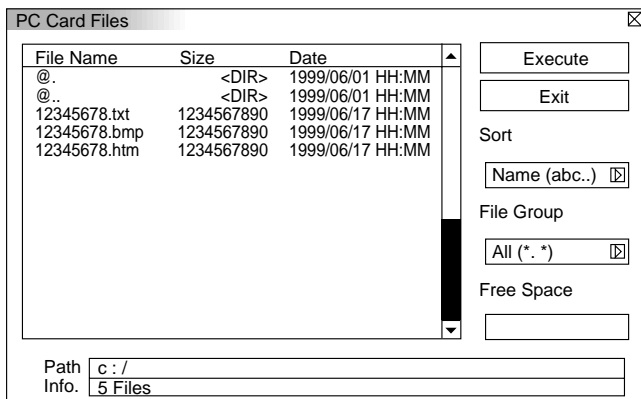 PC Card Files
File Name Size Date
@. <DIR> 1999/06/01 HH:MM
@.. <DIR> 1999/06/01 HH:MM
12345678.txt 1234567890 1999/06/17 HH:MM
12345678.bmp 1234567890 1999/06/17 HH:MM
12345678.htm 1234567890 1999/06/17 HH:MM
Execute
Exit
Sort
Name (abc..)
File Group
All (*. *)
Free Space
Path c : /
Info. 5 Files